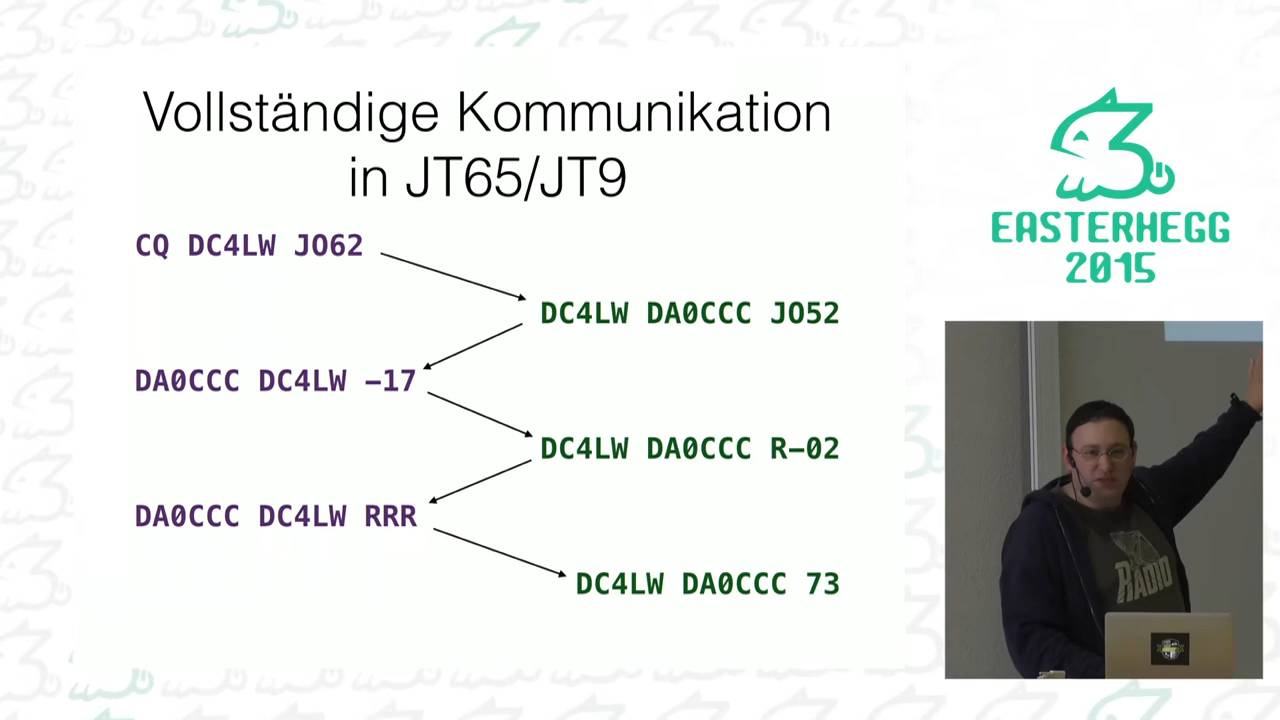 Vollständige Kommunikation
in JT65/JT9
CQ DC4LW JO62
DC4LW DA0CCC JO52
DA0CCC DC4LW -17
DC4LW DA0CCC R-02
DA0CCC DC4LW RRR
DC4LW DA0CCC 73
EASTERHEGG
2015
RADIO